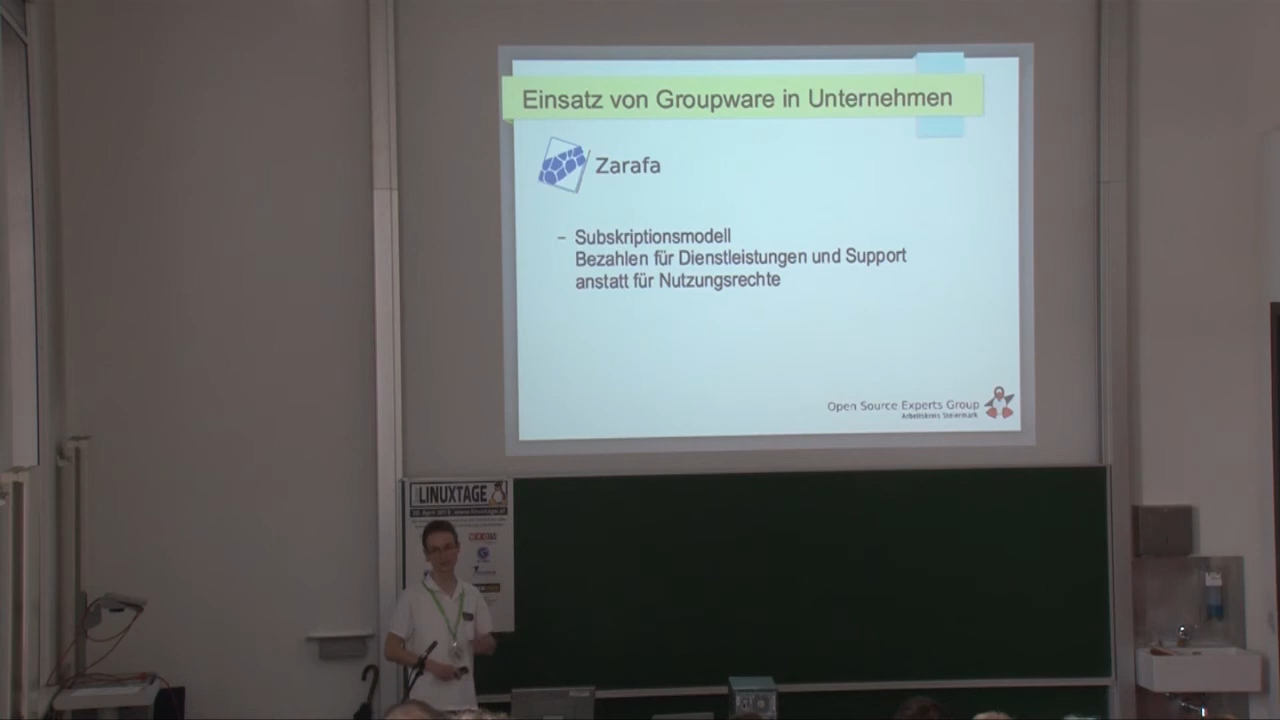 Einsatz von Groupware in Unternehmen
Zarafa
– Subskriptionsmodell
Bezahlen für Dienstleistungen und Support
anstatt für Nutzungsrechte
Open Source Experts Group
Arbeitskreis Steiermark
LINUXTAGE